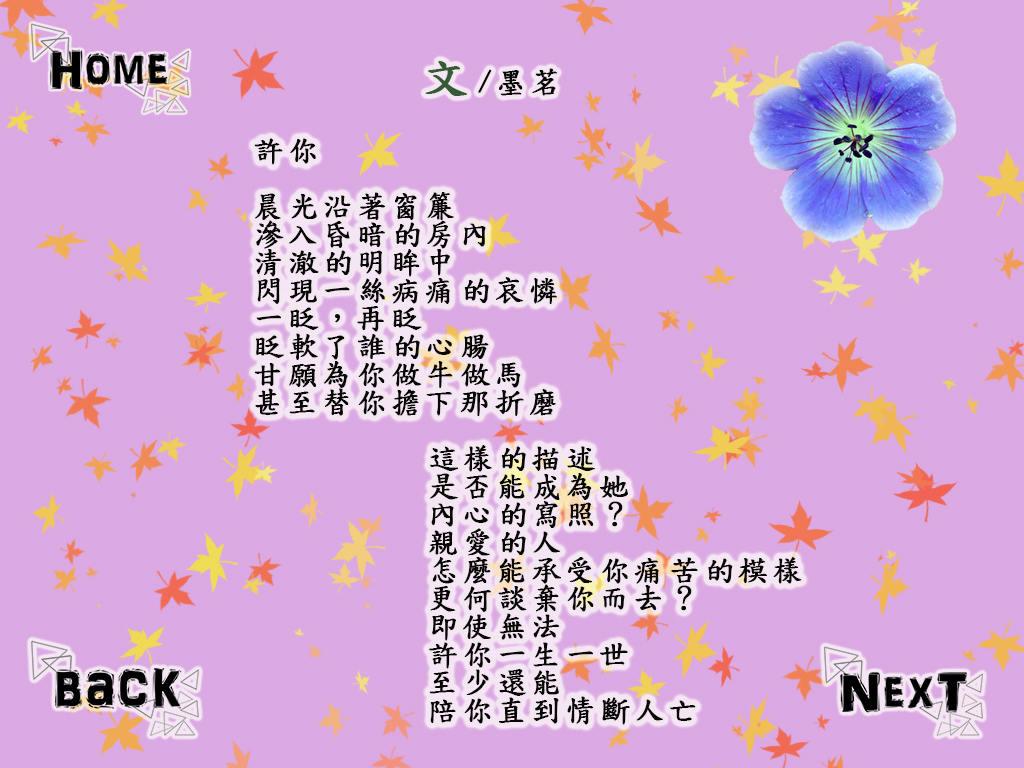 HOME
文/墨茗
許你
晨光沿著窗簾
滲入昏暗的房內
清澈的明眸中
閃現一絲病痛的哀憐
一眨，再眨
眨軟了誰的心腸
甘願為你做牛做馬
甚至替你擔下那折磨
這樣的描述
是否能成為她
內心的寫照？
親愛的人
怎麼能承受你痛苦的模樣
更何談棄你而去？
即使無法
許你一生一世
至少還能
陪你直到情斷人亡
BaCK
NEXT